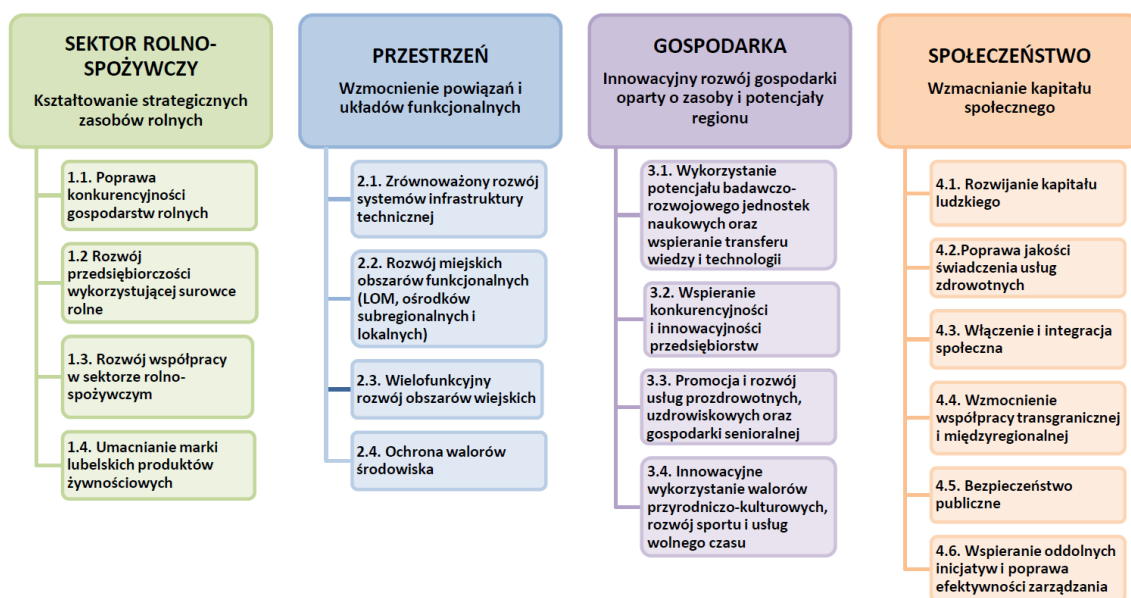 SEKTOR ROLNO-
SPOŻYWCZY
Kształtowanie strategicznych
zasobów rolnych
1.1. Poprawa
konkurencyjności
gospodarstw rolnych
1.2 Rozwój
przedsiębiorczości
wykorzystującej surowce
rolne
1.3. Rozwój współpracy
w sektorze rolno-
spożywczym
1.4. Umacnianie marki
lubelskich produktów
żywnościowych
PRZESTRZEŃ
Wzmocnienie powiązań i
układów funkcjonalnych
2.1. Zrównoważony rozwój
systemów infrastruktury
technicznej
2.2. Rozwój miejskich
obszarów funkcjonalnych
(LOM, ośrodków
subregionalnych i
lokalnych)
2.3. Wielofunkcyjny
rozwój obszarów wiejskich
2.4. Ochrona walorów
środowiska
GOSPODARKA
Innowacyjny rozwój gospodarki
oparty o zasoby i potencjały
regionu
3.1. Wykorzystanie
potencjału badawczo-
rozwojowego jednostek
naukowych oraz
wspieranie transferu
wiedzy i technologii
3.2. Wspieranie
konkurencyjności
i innowacyjności
przedsiębiorstw
3.3. Promocja i rozwój
usług prozdrowotnych,
uzdrowiskowych oraz
gospodarki senioralnej
3.4. Innowacyjne
wykorzystanie walorów
przyrodniczo-kulturowych,
rozwój sportu i usług
wolnego czasu
SPOŁECZEŃSTWO
Wzmacnianie kapitału
społecznego
4.1. Rozwijanie kapitału
ludzkiego
4.2.Poprawa jakości
świadczenia usług
zdrowotnych
4.3. Włączenie i integracja
społeczna
4.4. Wzmocnienie
współpracy transgranicznej
i międzyregionalnej
4.5. Bezpieczeństwo
publiczne
4.6. Wspieranie oddolnych
inicjatyw i poprawa
efektywności zarządzania